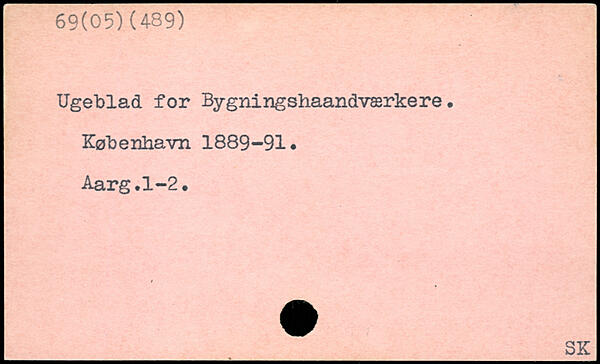 69(05)(489)
Ugeblad for Bygningshaandværkere.
København 1889-91.
Aarg.1-2.
SK